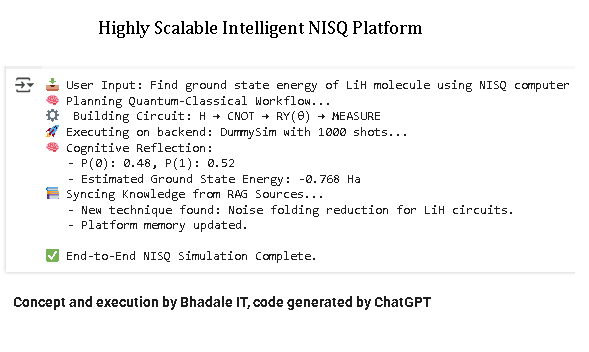 Highly Scalable Intelligent NISQ Platform
User Input: Find ground state energy of LiH molecule using NISQ computer
Planning Quantum-Classical Workflow...
Building Circuit: H → CNOT → RY(θ) → MEASURE
Executing on backend: DummySim with 1000 shots...
Cognitive Reflection:
- P(0): 0.48, P(1): 0.52
- Estimated Ground State Energy: -0.768 Ha
Syncing Knowledge from RAG Sources...
- New technique found: Noise folding reduction for LiH circuits.
- Platform memory updated.
End-to-End NISQ Simulation Complete.
Concept and execution by Bhadale IT, code generated by ChatGPT